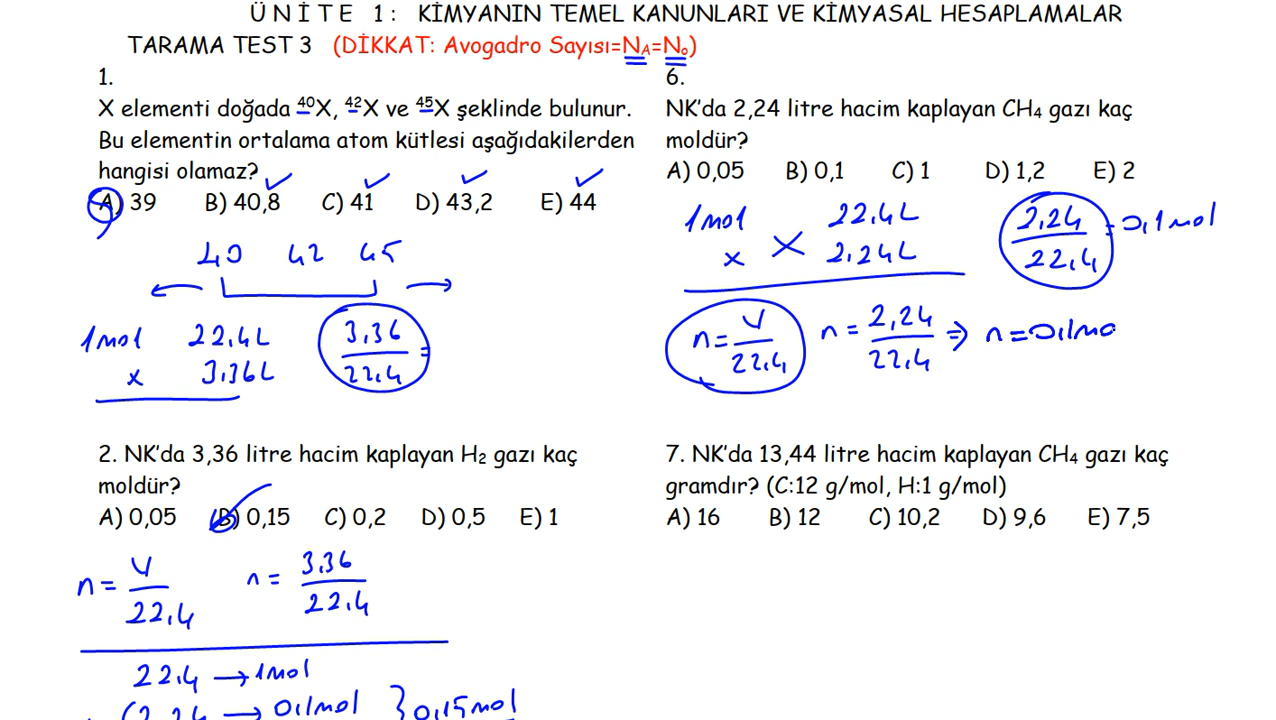 ÜNİTE 1: KİMYANIN TEMEL KANUNLARI VE KİMYASAL HESAPLAMALAR
TARAMA TEST 3 (DİKKAT: Avogadro Sayısı=N_A=N₀)
1.
X elementi doğada ⁴⁰X, ⁴²X ve ⁴⁵X şeklinde bulunur.
Bu elementin ortalama atom kütlesi aşağıdakilerden
hangisi olamaz?
A) 39 B) 40,8 C) 41 D) 43,2 E) 44
40 42 45
1mol 22,4L 3,36/22,4 =
x 3,36L
2. NK'da 3,36 litre hacim kaplayan H₂ gazı kaç
moldür?
A) 0,05 B) 0,15 C) 0,2 D) 0,5 E) 1
n = V/22,4 n = 3,36/22,4
22,4 → 1mol
2,24 → 0,1mol } 0,15mol
6.
NK'da 2,24 litre hacim kaplayan CH₄ gazı kaç
moldür?
A) 0,05 B) 0,1 C) 1 D) 1,2 E) 2
1mol 22,4L 2,24/22,4 = 0,1mol
x 2,24L
n = V/22,4 n = 2,24/22,4 ⇒ n = 0,1mo
7. NK'da 13,44 litre hacim kaplayan CH₄ gazı kaç
gramdır? (C:12 g/mol, H:1 g/mol)
A) 16 B) 12 C) 10,2 D) 9,6 E) 7,5